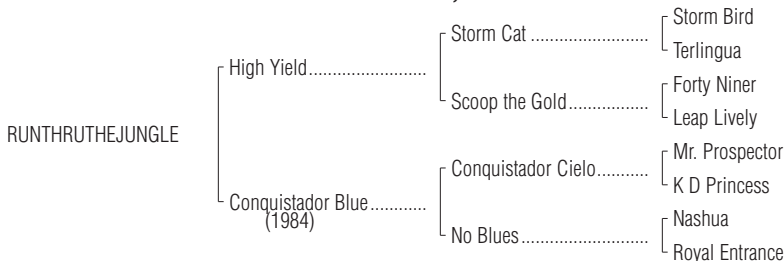 Storm Bird
Storm Cat ..........................
Terlingua
High Yield..........................
Forty Niner
Scoop the Gold.................
Leap Lively
RUNTHRUTHEJUNGLE
Mr. Prospector
Conquistador Cielo...........
K D Princess
Conquistador Blue ............
(1984)
Nashua
No Blues............................
Royal Entrance